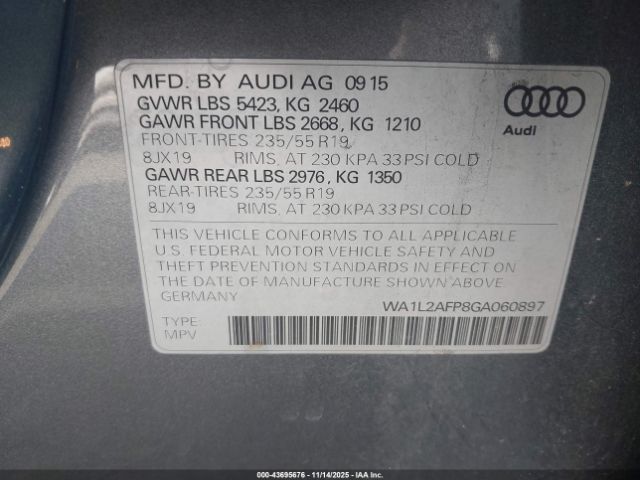 MFD. BY AUDI AG 09 15
GVWR LBS 5423, KG 2460
GAWR FRONT LBS 2668, KG 1210
FRONT-TIRES 235/55 R19
8JX19 RIMS, AT 230 KPA 33 PSI COLD
GAWR REAR LBS 2976, KG 1350
REAR-TIRES 235/55 R19
8JX19 RIMS, AT 230 KPA 33 PSI COLD
Audi
THIS VEHICLE CONFORMS TO ALL APPLICABLE
U.S. FEDERAL MOTOR VEHICLE SAFETY AND
THEFT PREVENTION STANDARDS IN EFFECT ON
THE DATE OF MANUFACTURE SHOWN ABOVE.
GERMANY
WA1L2AFP8GA060897
TYPE:
MPV
000-43695676 - 11/14/2025 - IAA Inc.